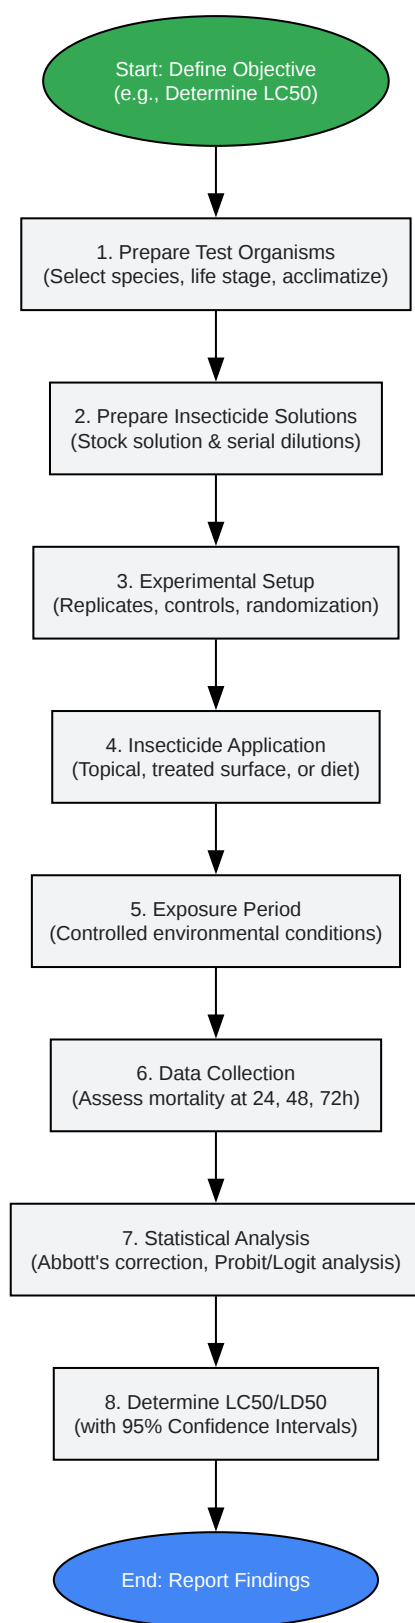 Start: Define Objective
(e.g., Determine LC50)
1. Prepare Test Organisms
(Select species, life stage, acclimatize)
2. Prepare Insecticide Solutions
(Stock solution & serial dilutions)
3. Experimental Setup
(Replicates, controls, randomization)
4. Insecticide Application
(Topical, treated surface, or diet)
5. Exposure Period
(Controlled environmental conditions)
6. Data Collection
(Assess mortality at 24, 48, 72h)
7. Statistical Analysis
(Abbott's correction, Probit/Logit analysis)
8. Determine LC50/LD50
(with 95% Confidence Intervals)
End: Report Findings